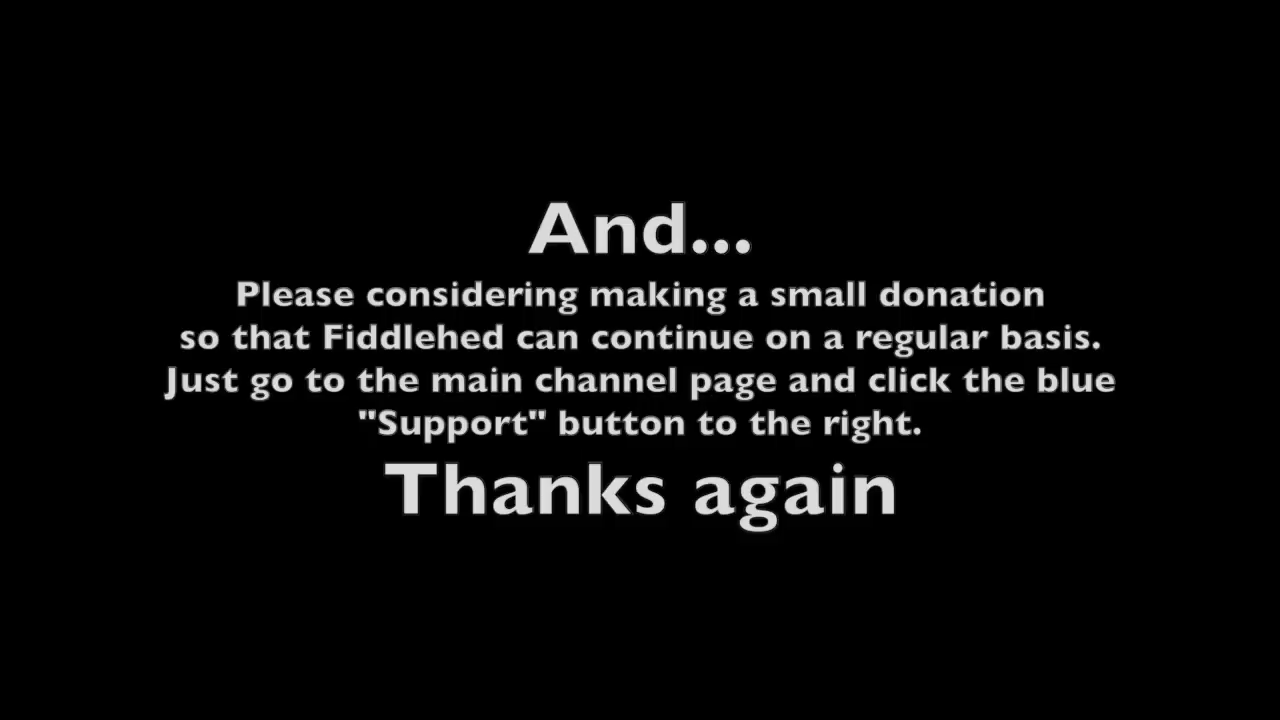 And...
Please considering making a small donation
so that Fiddlehed can continue on a regular basis.
Just go to the main channel page and click the blue
"Support" button to the right.
Thanks again